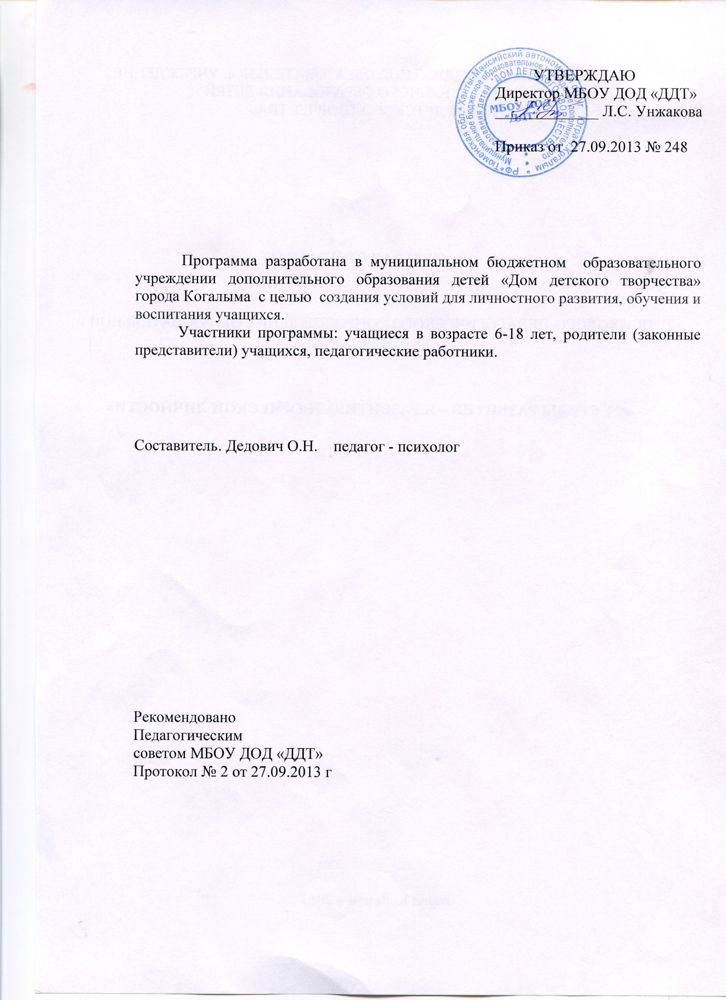 УТВЕРЖДАЮ
Директор МБОУ ДОД «ДДТ»
_____________ Л.С. Унжакова
Приказ от 27.09.2013 № 248
РФ*Тюменская обл.* Ханты-Мансийский автономный округ Югра*г.Когалым *
Муниципальное бюджетное образовательное учреждение дополнительного
образования детей "ДОМ ДЕТСКОГО ТВОРЧЕСТВА"
МБОУ ДОД
"ДДТ"
Программа разработана в муниципальном бюджетном образовательного
учреждении дополнительного образования детей «Дом детского творчества»
города Когалыма с целью создания условий для личностного развития, обучения и
воспитания учащихся.
Участники программы: учащиеся в возрасте 6-18 лет, родители (законные
представители) учащихся, педагогические работники.
Составитель. Дедович О.Н. педагог - психолог
Рекомендовано
Педагогическим
советом МБОУ ДОД «ДДТ»
Протокол № 2 от 27.09.2013 г